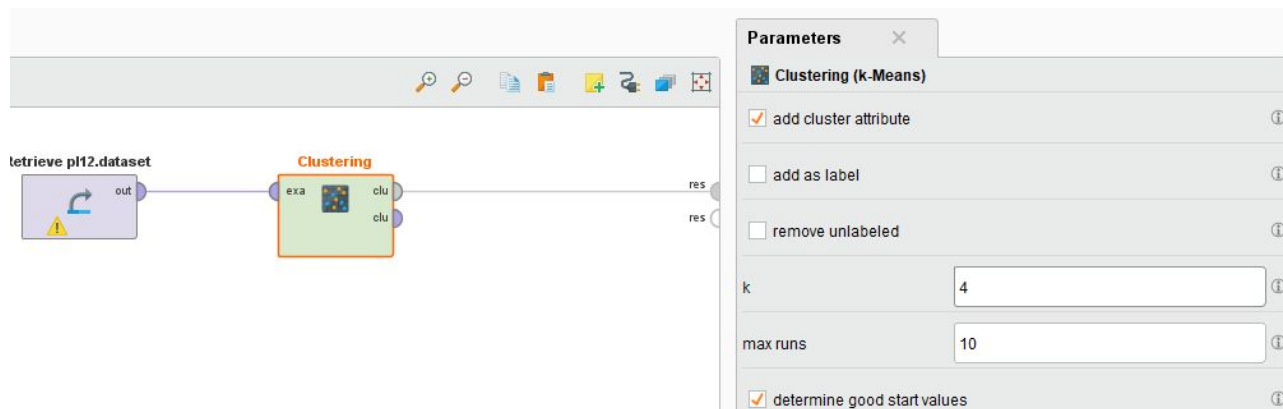 Parameters
Clustering (k-Means)
add cluster attribute
add as label
remove unlabeled
k 4
max runs 10
determine good start values
Retrieve pl12.dataset
out
Clustering
exa clu
clu
res
res